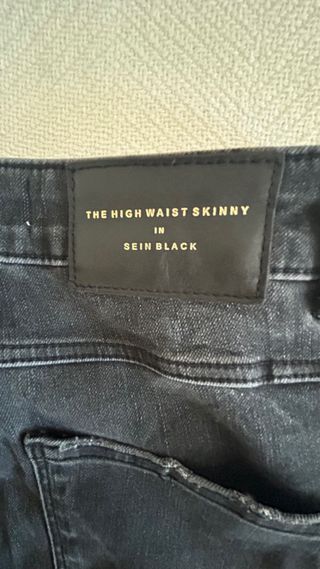 THE HIGH WAIST SKINNY
IN
SEIN BLACK